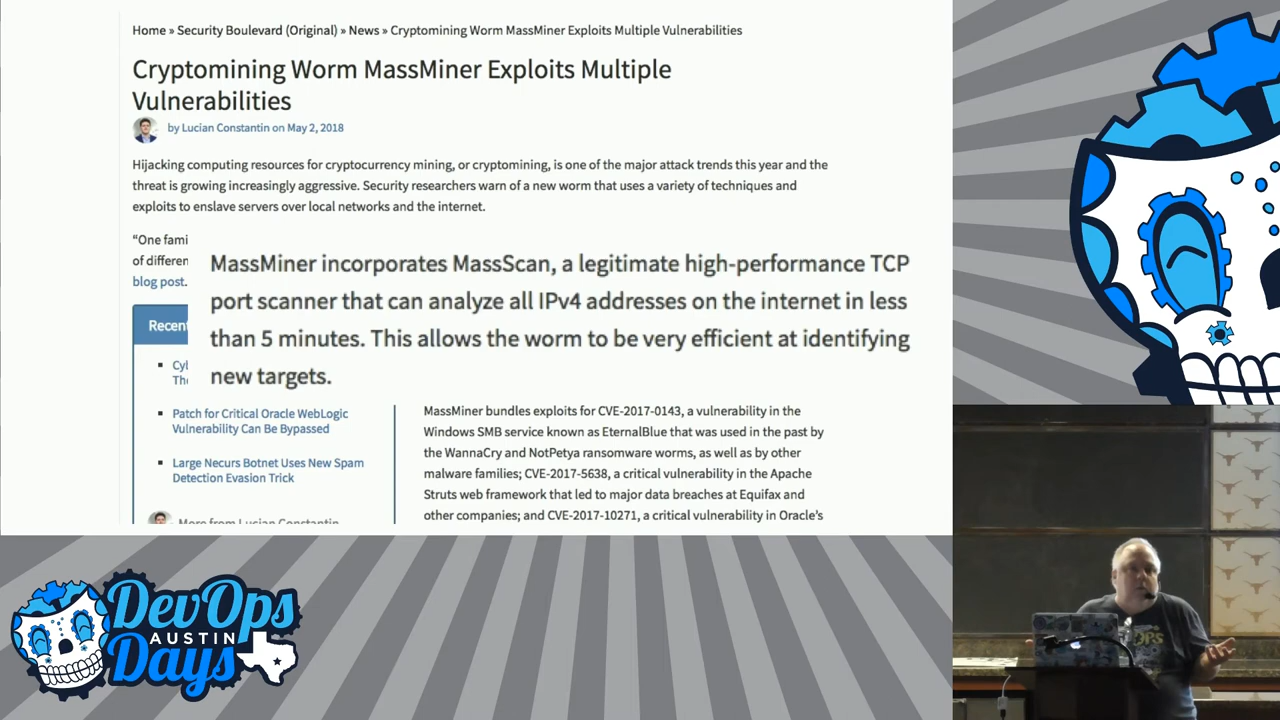 Home » Security Boulevard (Original) » News » Cryptomining Worm MassMiner Exploits Multiple Vulnerabilities
Cryptomining Worm MassMiner Exploits Multiple
Vulnerabilities
by Lucian Constantin on May 2, 2018
Hijacking computing resources for cryptocurrency mining, or cryptomining, is one of the major attack trends this year and the
threat is growing increasingly aggressive. Security researchers warn of a new worm that uses a variety of techniques and
exploits to enslave servers over local networks and the internet.
“One fami
of differen
blog post.
MassMiner incorporates MassScan, a legitimate high-performance TCP
port scanner that can analyze all IPv4 addresses on the internet in less
than 5 minutes. This allows the worm to be very efficient at identifying
new targets.
Recent
Cyl
The
Patch for Critical Oracle WebLogic
Vulnerability Can Be Bypassed
Large Necurs Botnet Uses New Spam
Detection Evasion Trick
More from Lucian Constantin
MassMiner bundles exploits for CVE-2017-0143, a vulnerability in the
Windows SMB service known as EternalBlue that was used in the past by
the WannaCry and NotPetya ransomware worms, as well as by other
malware families; CVE-2017-5638, a critical vulnerability in the Apache
Struts web framework that led to major data breaches at Equifax and
other companies; and CVE-2017-10271, a critical vulnerability in Oracle’s
DevOps
AUSTIN
Days